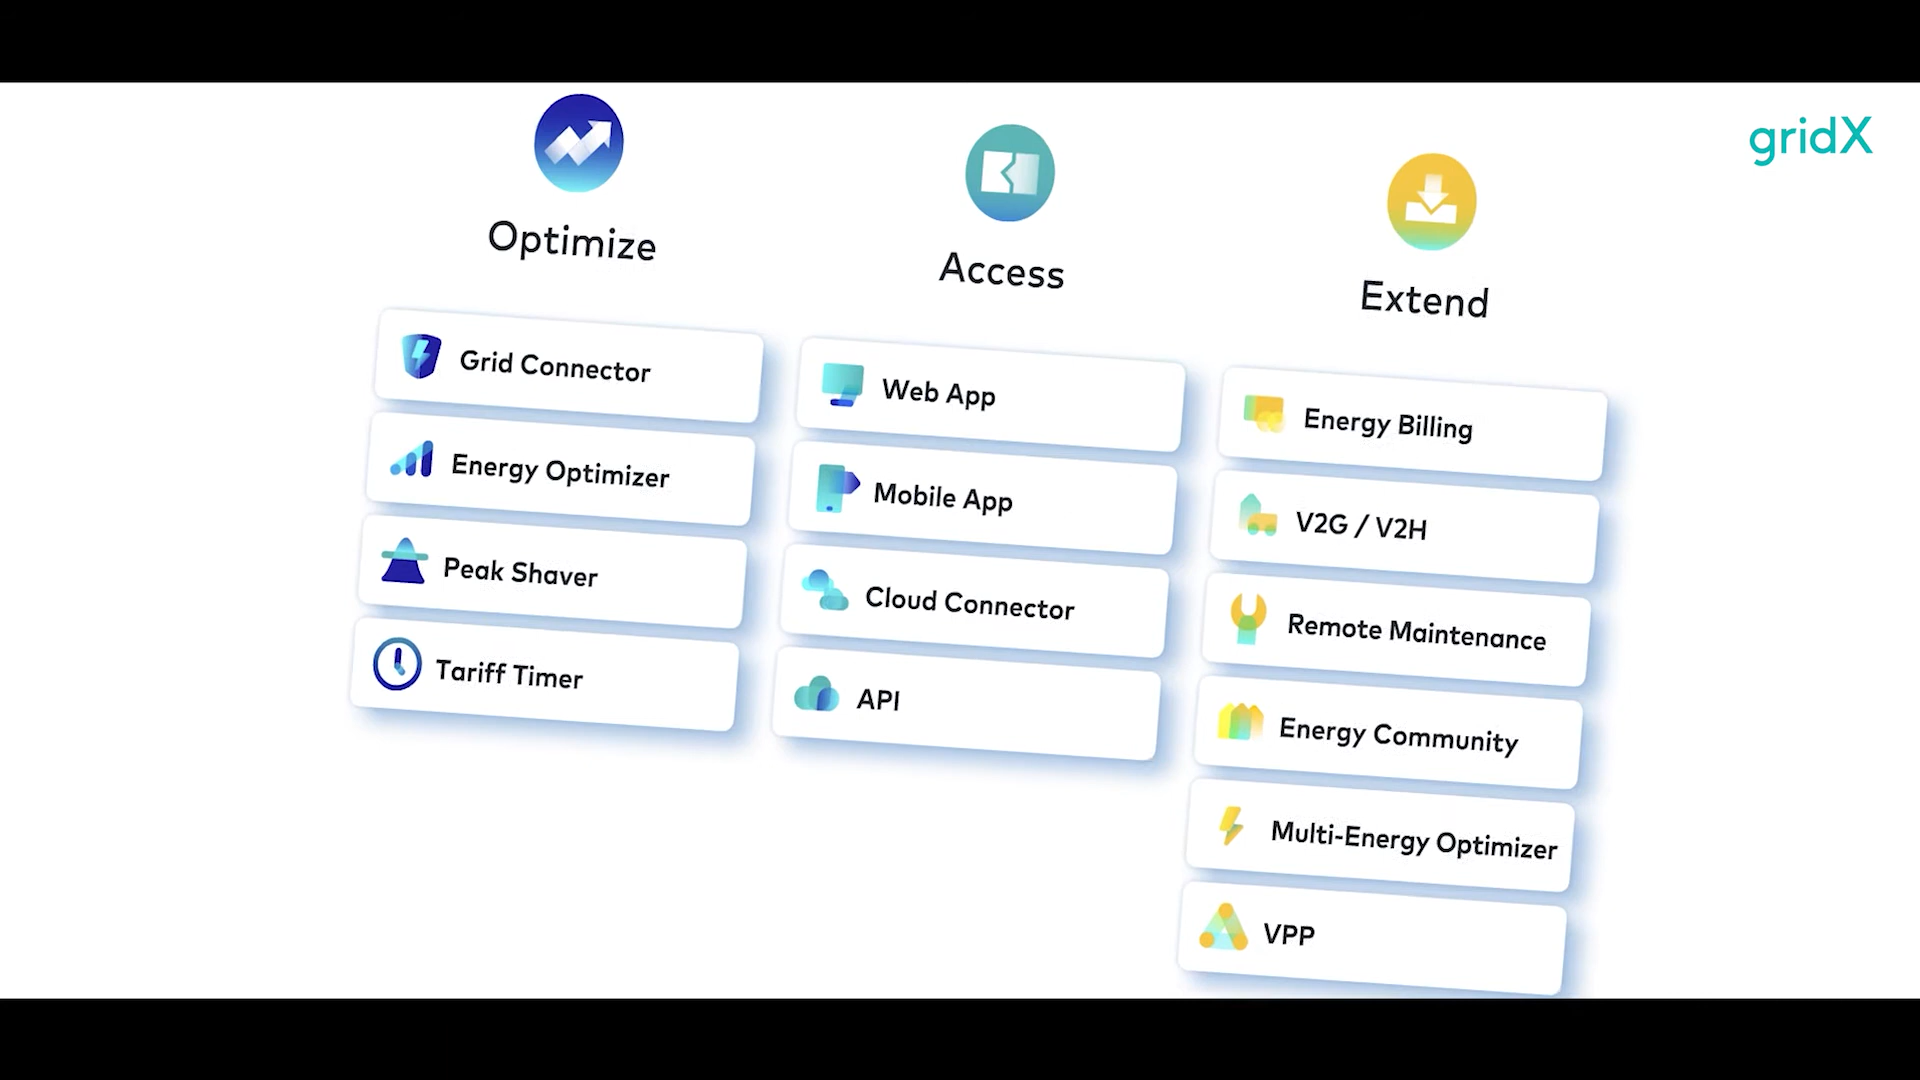 gridX
Optimize
Grid Connector
Energy Optimizer
Peak Shaver
Tariff Timer
Access
Web App
Mobile App
Cloud Connector
API
Extend
Energy Billing
V2G / V2H
Remote Maintenance
Energy Community
Multi-Energy Optimizer
VPP